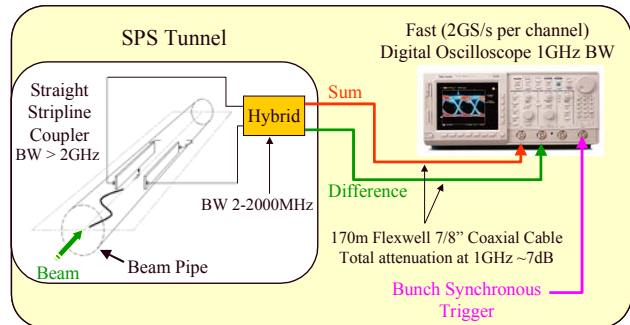 SPS Tunnel
Fast (2GS/s per channel)
Digital Oscilloscope 1GHz BW
Straight
Stripline
Coupler
BW > 2GHz
Hybrid
Sum
Difference
BW 2-2000MHz
Beam
Beam Pipe
170m Flexwell 7/8” Coaxial Cable
Total attenuation at 1GHz ~7dB
Bunch Synchronous
Trigger